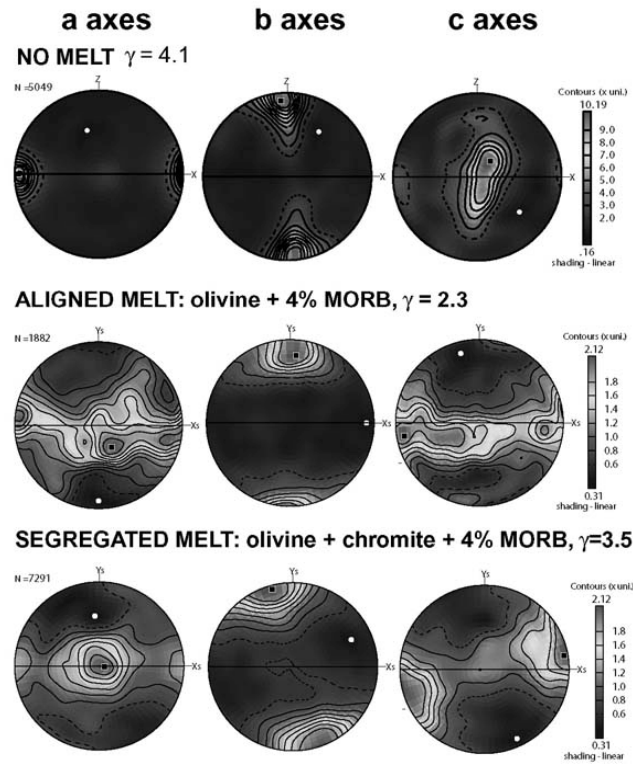 a axes b axes c axes
NO MELT γ = 4.1
N =5049
Z Z Z
X X X
Contours (x uni.)
10.19
9.0
8.0
7.0
6.0
5.0
4.0
3.0
2.0
.16
shading - linear
ALIGNED MELT: olivine + 4% MORB, γ = 2.3
N =1882
Ys Ys Ys
Xs Xs Xs
Contours (x uni.)
2.12
1.8
1.6
1.4
1.2
1.0
0.8
0.6
0.31
shading - linear
SEGREGATED MELT: olivine + chromite + 4% MORB, γ=3.5
N =7291
Ys Ys Ys
Xs Xs Xs
Contours (x uni.)
2.12
1.8
1.6
1.4
1.2
1.0
0.8
0.6
0.31
shading - linear